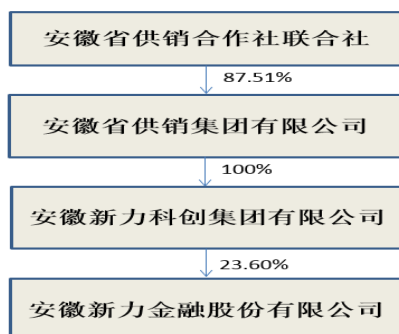 安徽省供销合作社联合社
87.51%
安徽省供销集团有限公司
100%
安徽新力科创集团有限公司
23.60%
安徽新力金融股份有限公司